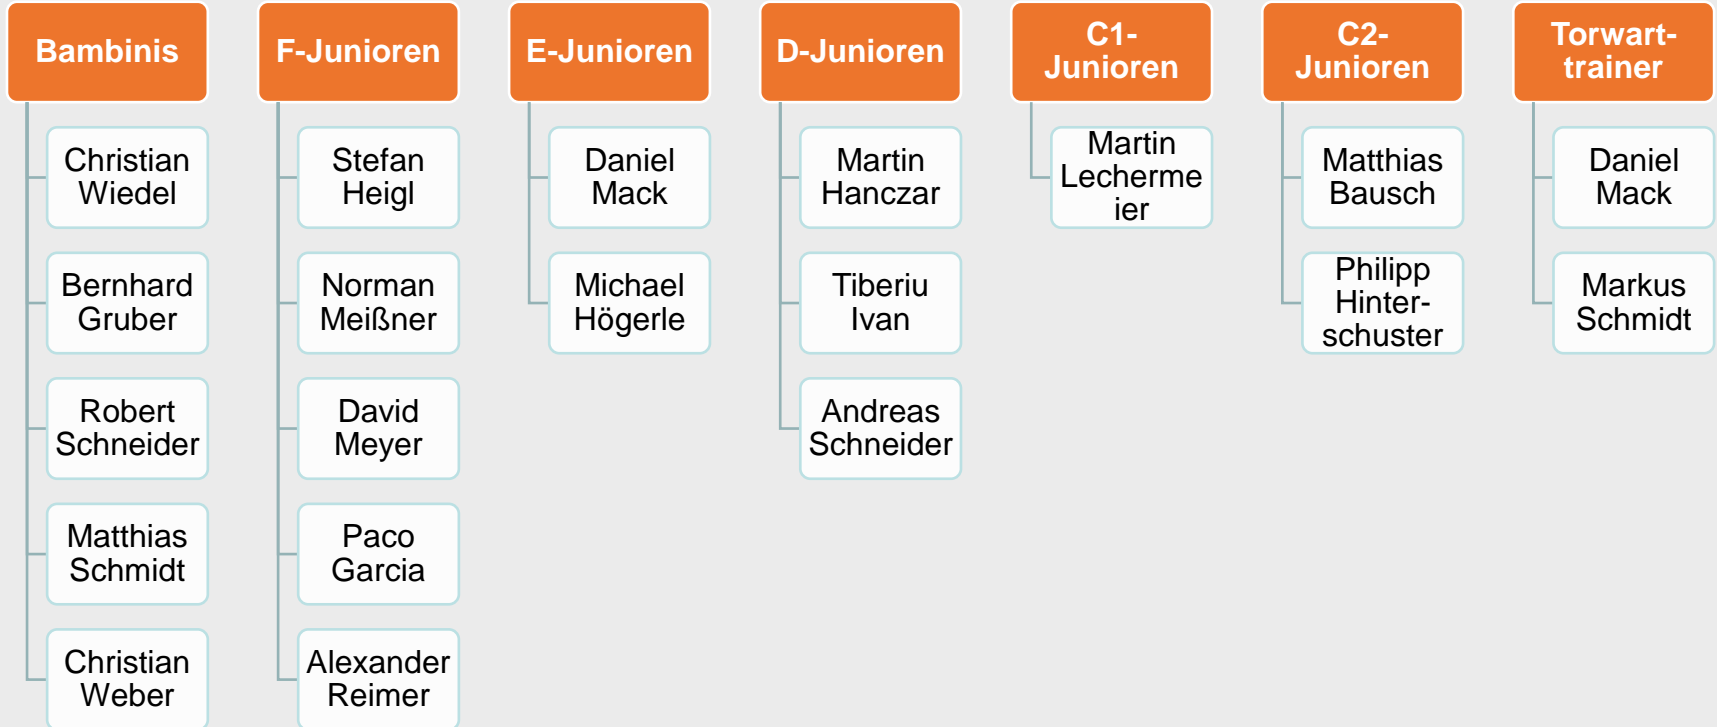 Bambinis
Christian
Wiedel
Bernhard
Gruber
Robert
Schneider
Matthias
Schmidt
Christian
Weber
F-Junioren
Stefan
Heigl
Norman
Meißner
David
Meyer
Paco
Garcia
Alexander
Reimer
E-Junioren
Daniel
Mack
Michael
Högerle
D-Junioren
Martin
Hanczar
Tiberiu
Ivan
Andreas
Schneider
C1-
Junioren
Martin
Lecherme
ier
C2-
Junioren
Matthias
Bausch
Philipp
Hinter-
schuster
Torwart-
trainer
Daniel
Mack
Markus
Schmidt